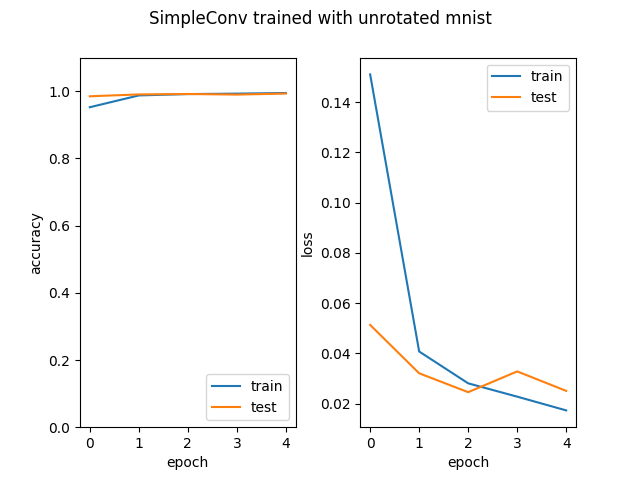 SimpleConv trained with unrotated mnist
accuracy
1.0
0.8
0.6
0.4
0.2
0.0
0 1 2 3 4
epoch
train
test
loss
0.14
0.12
0.10
0.08
0.06
0.04
0.02
0 1 2 3 4
epoch
train
test